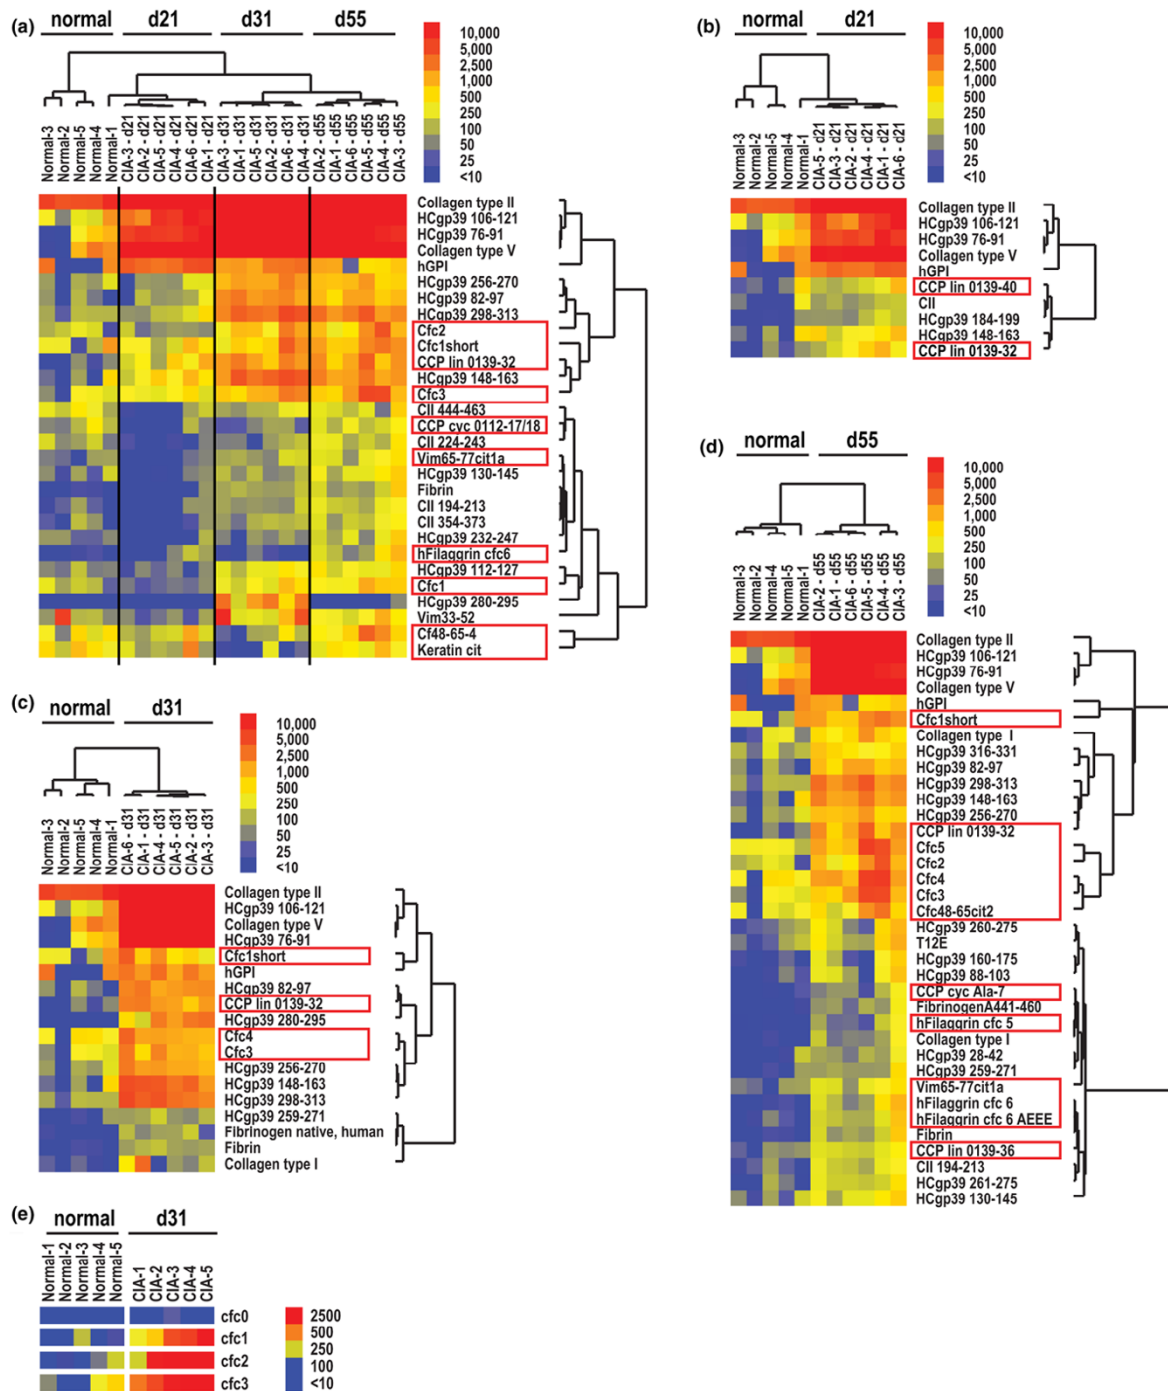 (a)
normal d21 d31 d55
Normal-3
Normal-2
Normal-5
Normal-4
Normal-1
CIA-3 - d21
CIA-2 - d21
CIA-5 - d21
CIA-4 - d21
CIA-6 - d21
CIA-1 - d21
CIA-6 - d31
CIA-1 - d31
CIA-5 - d31
CIA-2 - d31
CIA-6 - d31
CIA-4 - d31
CIA-2 - d55
CIA-1 - d55
CIA-6 - d55
CIA-5 - d55
CIA-4 - d55
CIA-3 - d55
10,000
5,000
2,500
1,000
500
250
100
50
25
<10
Collagen type II
HCgp39 106-121
HCgp39 76-91
Collagen type V
hGPI
HCgp39 256-270
HCgp39 82-97
HCgp39 298-313
Cfc2
Cfc1short
CCP lin 0139-32
HCgp39 148-163
Cfc3
CII 444-463
CCP cyc 0112-17/18
CII 224-243
Vim65-77cit1a
HCgp39 130-145
Fibrin
CII 194-213
CII 354-373
HCgp39 232-247
hFilaggrin cfc6
HCgp39 112-127
Cfc1
HCgp39 280-295
Vim33-52
Cf48-65-4
Keratin cit
(b)
normal d21
Normal-3
Normal-2
Normal-5
Normal-4
Normal-1
CIA-5 - d21
CIA-3 - d21
CIA-2 - d21
CIA-4 - d21
CIA-1 - d21
CIA-6 - d21
10,000
5,000
2,500
1,000
500
250
100
50
25
<10
Collagen type II
HCgp39 106-121
HCgp39 76-91
Collagen type V
hGPI
CCP lin 0139-40
CII
HCgp39 184-199
HCgp39 148-163
CCP lin 0139-32
(c)
normal d31
Normal-3
Normal-2
Normal-5
Normal-4
Normal-1
CIA-6 - d31
CIA-1 - d31
CIA-4 - d31
CIA-5 - d31
CIA-2 - d31
CIA-3 - d31
10,000
5,000
2,500
1,000
500
250
100
50
25
<10
Collagen type II
HCgp39 106-121
Collagen type V
HCgp39 76-91
Cfc1short
hGPI
HCgp39 82-97
CCP lin 0139-32
HCgp39 280-295
Cfc4
Cfc3
HCgp39 256-270
HCgp39 148-163
HCgp39 298-313
HCgp39 259-271
Fibrinogen native, human
Fibrin
Collagen type I
(d)
normal d55
Normal-3
Normal-2
Normal-4
Normal-5
Normal-1
CIA-2 - d55
CIA-1 - d55
CIA-6 - d55
CIA-5 - d55
CIA-4 - d55
CIA-3 - d55
10,000
5,000
2,500
1,000
500
250
100
50
25
<10
Collagen type II
HCgp39 106-121
HCgp39 76-91
Collagen type V
hGPI
Cfc1short
Collagen type I
HCgp39 316-331
HCgp39 82-97
HCgp39 298-313
HCgp39 148-163
HCgp39 256-270
CCP lin 0139-32
Cfc5
Cfc2
Cfc4
Cfc3
Cfc48-65cit2
HCgp39 260-275
T12E
HCgp39 160-175
HCgp39 88-103
CCP cyc Ala-7
FibrinogenA441-460
hFilaggrin cfc 5
Collagen type I
HCgp39 28-42
HCgp39 259-271
Vim65-77cit1a
hFilaggrin cfc 6
hFilaggrin cfc 6 AEEE
Fibrin
CCP lin 0139-36
CII 194-213
HCgp39 261-275
HCgp39 130-145
(e)
normal d31
Normal-1
Normal-2
Normal-3
Normal-4
Normal-5
CIA-1
CIA-2
CIA-3
CIA-4
CIA-5
cfc0
cfc1
cfc2
cfc3
2500
500
250
100
<10